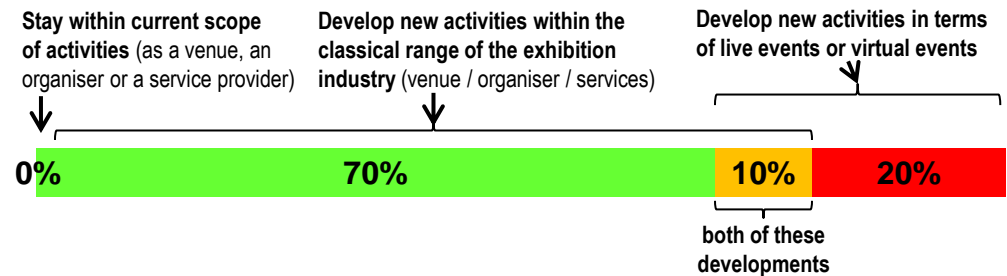 Stay within current scope
of activities (as a venue, an
organiser or a service provider)
Develop new activities within the
classical range of the exhibition
industry (venue / organiser / services)
Develop new activities in terms
of live events or virtual events
0%
70%
10%
20%
both of these
developments